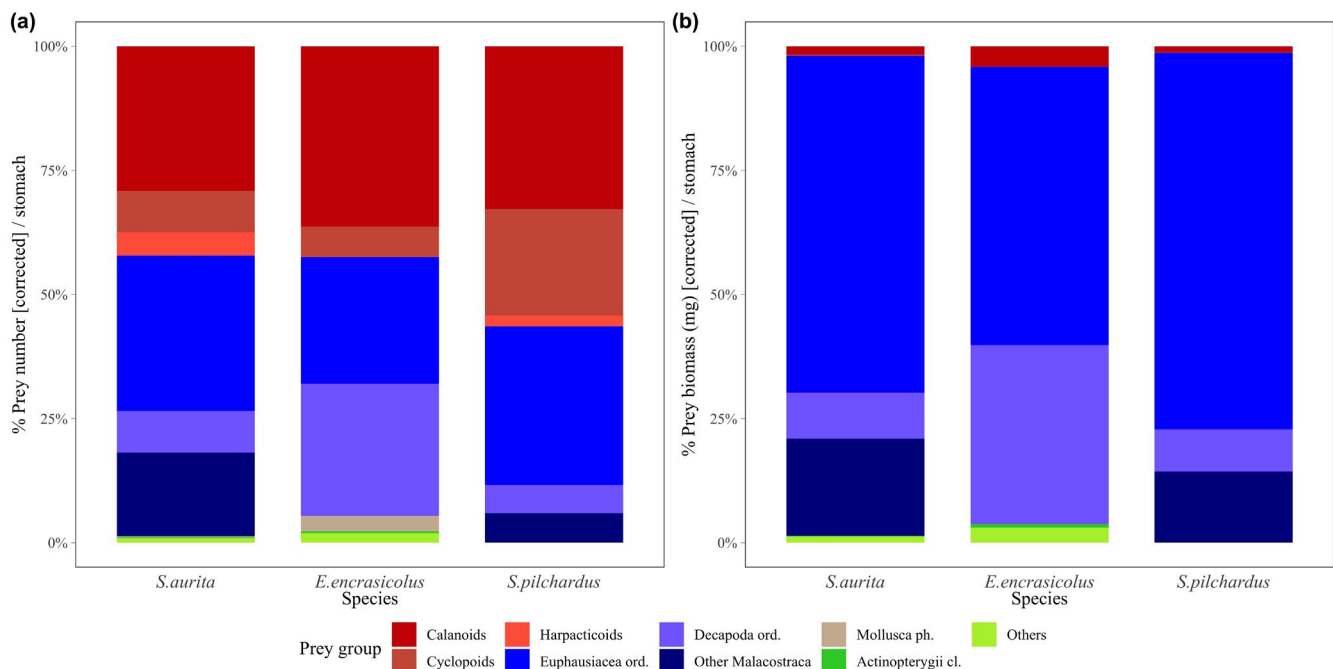 (a)
% Prey number [corrected] / stomach
100%
75%
50%
25%
0%
S.aurita E.encrasicolus S.pilchardus
Species
(b)
% Prey biomass (mg) [corrected] / stomach
100%
75%
50%
25%
0%
S.aurita E.encrasicolus S.pilchardus
Species
Prey group
Calanoids Harpacticoids Decapoda ord. Mollusca ph. Others
Cyclopoids Euphausiacea ord. Other Malacostraca Actinopterygii cl.